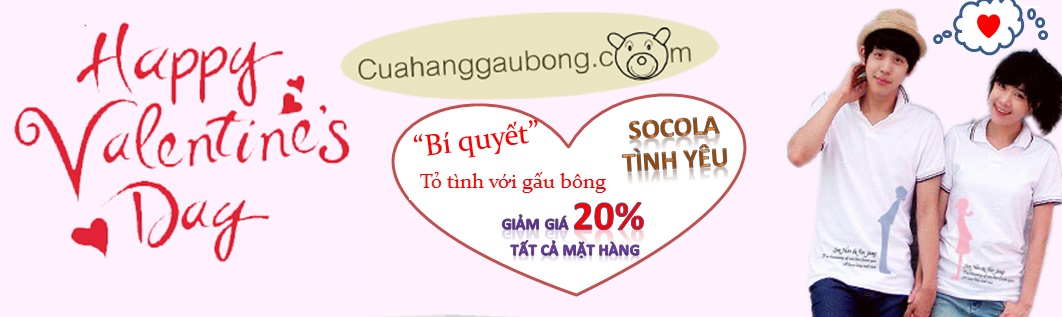 Happy
Valentine's
Day
Cuahanggaubong.com
“Bí quyết”
Tỏ tình với gấu bông
SOCOLA
TÌNH YÊU
GIẢM GIÁ 20%
TẤT CẢ MẶT HÀNG